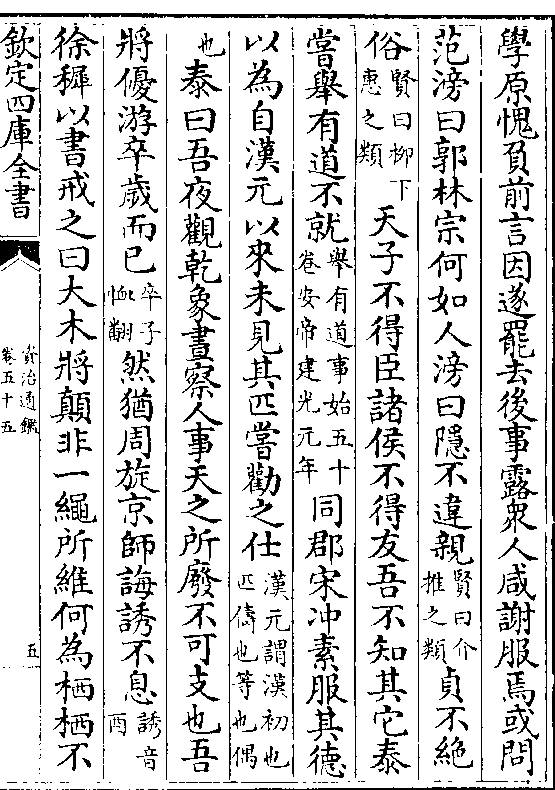 學原愧負前言因遂罷去後事露衆人咸謝服焉或問
范滂曰郭林宗何如人滂曰隱不違親賢曰介推之類貞不絶
俗賢曰栁下惠之類天子不得臣諸侯不得友吾不知其它泰
嘗舉有道不就舉有道事始五十卷安帝建光元年同郡宋冲素服其德
以為自漢元以來未見其匹嘗勸之仕漢元謂漢初也匹儔也等也偶
也泰曰吾夜觀乾象晝察人事天之所廢不可支也吾
將優游卒歲而已卒子恤翻然猶周旋京師誨誘不息誘音酉
徐穉以書戒之曰大木將顛非一繩所維何為栖栖不
欽定四庫全書
資治通鑑
卷五十五
五